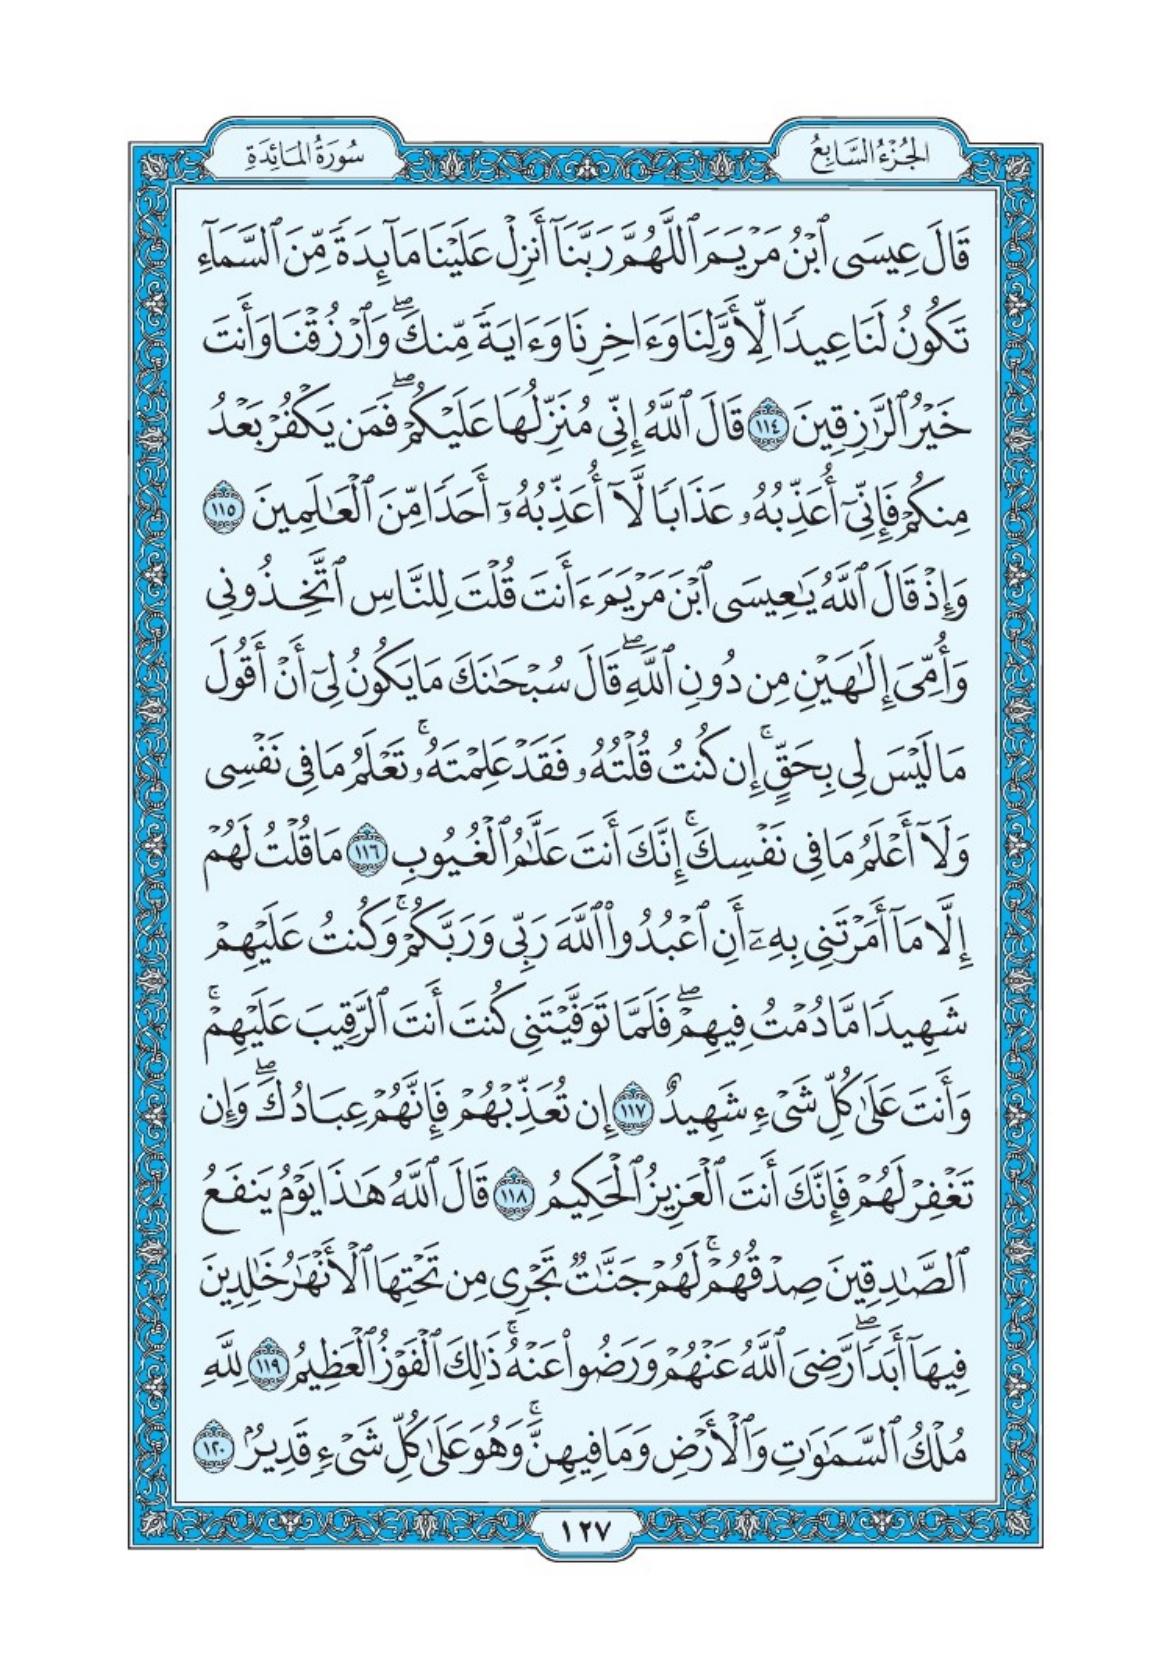 الجُزْءُ السَّابِعُ
سُورَةُ المَائِدَةِ
قَالَ عِيسَى ٱبْنُ مَرْيَمَ ٱللَّهُمَّ رَبَّنَآ أَنزِلْ عَلَيْنَا مَآئِدَةً مِّنَ ٱلسَّمَآءِ
تَكُونُ لَنَا عِيدًا لِّأَوَّلِنَا وَءَاخِرِنَا وَءَايَةً مِّنكَۖ وَٱرْزُقْنَا وَأَنتَ
خَيْرُ ٱلرَّٰزِقِينَ ١١٤ قَالَ ٱللَّهُ إِنِّى مُنَزِّلُهَا عَلَيْكُمْۖ فَمَن يَكْفُرْ بَعْدُ
مِنكُمْ فَإِنِّىٓ أُعَذِّبُهُۥ عَذَابًا لَّآ أُعَذِّبُهُۥٓ أَحَدًا مِّنَ ٱلْعَٰلَمِينَ ١١٥
وَإِذْ قَالَ ٱللَّهُ يَٰعِيسَى ٱبْنَ مَرْيَمَ ءَأَنتَ قُلْتَ لِلنَّاسِ ٱتَّخِذُونِى
وَأُمِّىَ إِلَٰهَيْنِ مِن دُونِ ٱللَّهِۖ قَالَ سُبْحَٰنَكَ مَا يَكُونُ لِىٓ أَنْ أَقُولَ
مَا لَيْسَ لِى بِحَقٍّۚ إِن كُنتُ قُلْتُهُۥ فَقَدْ عَلِمْتَهُۥۚ تَعْلَمُ مَا فِى نَفْسِى
وَلَآ أَعْلَمُ مَا فِى نَفْسِكَۚ إِنَّكَ أَنتَ عَلَّٰمُ ٱلْغُيُوبِ ١١٦ مَا قُلْتُ لَهُمْ
إِلَّا مَآ أَمَرْتَنِى بِهِۦٓ أَنِ ٱعْبُدُوا۟ ٱللَّهَ رَبِّى وَرَبَّكُمْۚ وَكُنتُ عَلَيْهِمْ
شَهِيدًا مَّا دُمْتُ فِيهِمْۖ فَلَمَّا تَوَفَّيْتَنِى كُنتَ أَنتَ ٱلرَّقِيبَ عَلَيْهِمْۚ
وَأَنتَ عَلَىٰ كُلِّ شَىْءٍ شَهِيدٌ ١١٧ إِن تُعَذِّبْهُمْ فَإِنَّهُمْ عِبَادُكَۖ وَإِن
تَغْفِرْ لَهُمْ فَإِنَّكَ أَنتَ ٱلْعَزِيزُ ٱلْحَكِيمُ ١١٨ قَالَ ٱللَّهُ هَٰذَا يَوْمُ يَنفَعُ
ٱلصَّٰدِقِينَ صِدْقُهُمْۚ لَهُمْ جَنَّٰتٌ تَجْرِى مِن تَحْتِهَا ٱلْأَنْهَٰرُ خَٰلِدِينَ
فِيهَآ أَبَدًاۖ رَّضِىَ ٱللَّهُ عَنْهُمْ وَرَضُوا۟ عَنْهُۚ ذَٰلِكَ ٱلْفَوْزُ ٱلْعَظِيمُ ١١٩ لِلَّهِ
مُلْكُ ٱلسَّمَٰوَٰتِ وَٱلْأَرْضِ وَمَا فِيهِنَّۚ وَهُوَ عَلَىٰ كُلِّ شَىْءٍ قَدِيرٌۢ ١٢٠
١٢٧